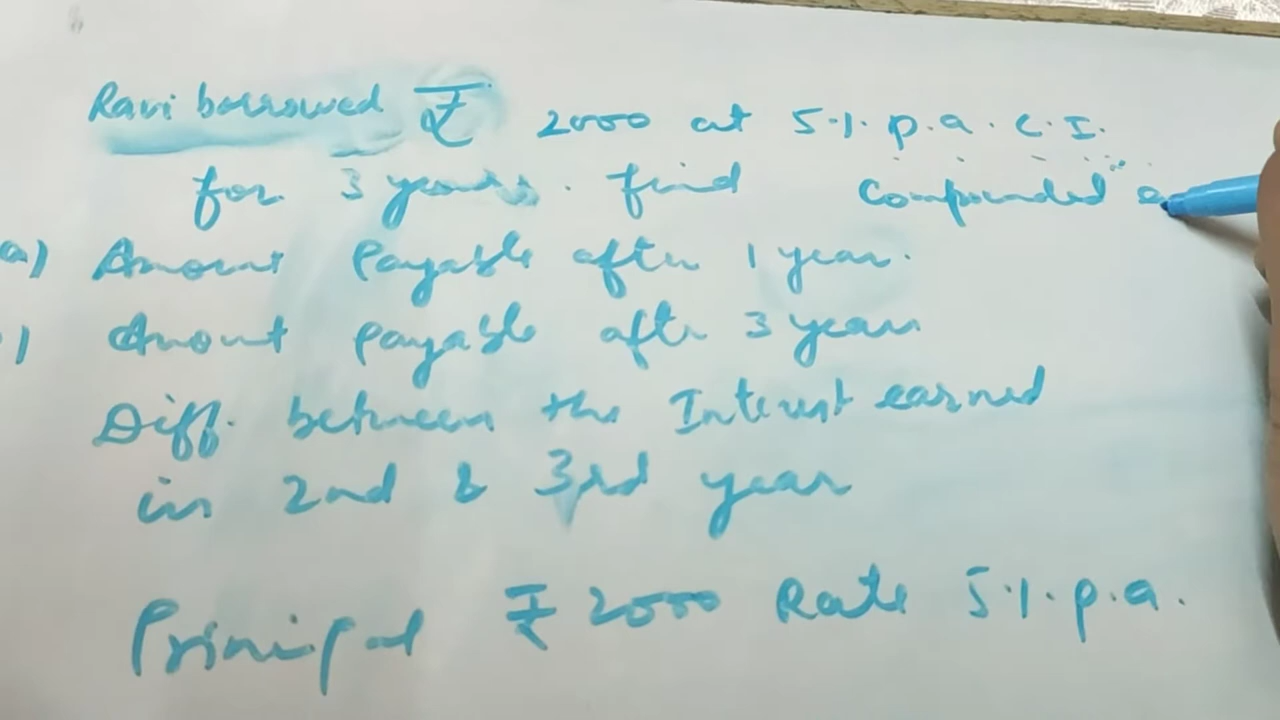 Ravi borrowed ₹ 2000 at 5% p.a. C.I.
for 3 years. find compounded
a) Amount payable after 1 year.
) Amount payable after 3 years
Diff. between the Interest earned
in 2nd & 3rd year
Principal ₹ 2000 Rate 5% p.a.